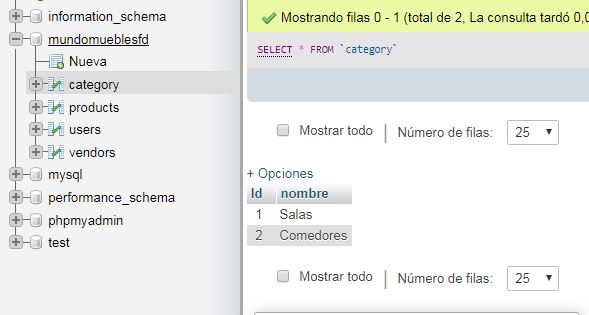 information_schema
mundomueblesfd
Nueva
category
products
users
vendors
mysql
performance_schema
phpmyadmin
test
Mostrando filas 0 - 1 (total de 2, La consulta tardó 0,0
SELECT * FROM `category`
Mostrar todo | Número de filas: 25
+ Opciones
Id nombre
1 Salas
2 Comedores
Mostrar todo | Número de filas: 25